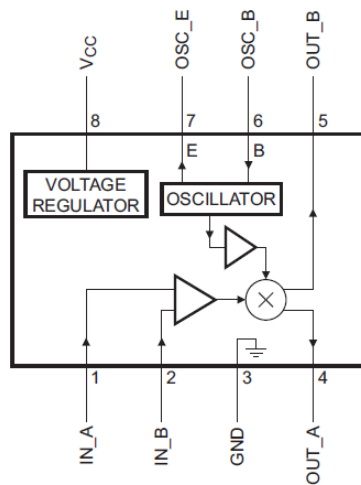 VCC
OSC_E
OSC_B
OUT_B
8
7
6
5
E
B
VOLTAGE
REGULATOR
OSCILLATOR
×
1
2
3
4
IN_A
IN_B
GND
OUT_A